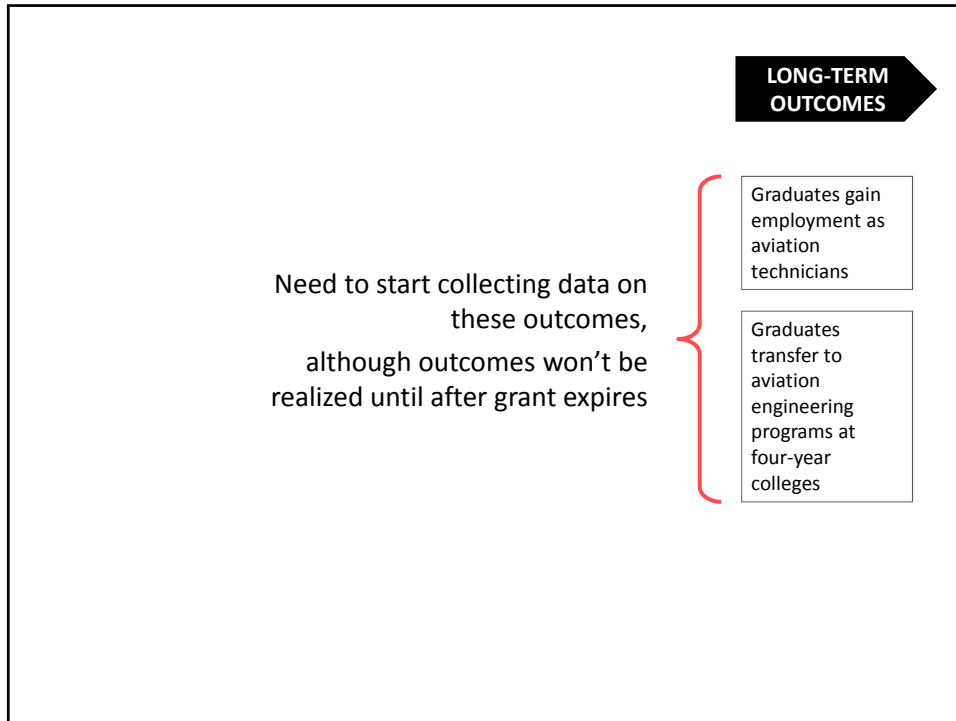 LONG-TERM
OUTCOMES
Need to start collecting data on
these outcomes,
although outcomes won’t be
realized until after grant expires
Graduates gain
employment as
aviation
technicians
Graduates
transfer to
aviation
engineering
programs at
four-year
colleges